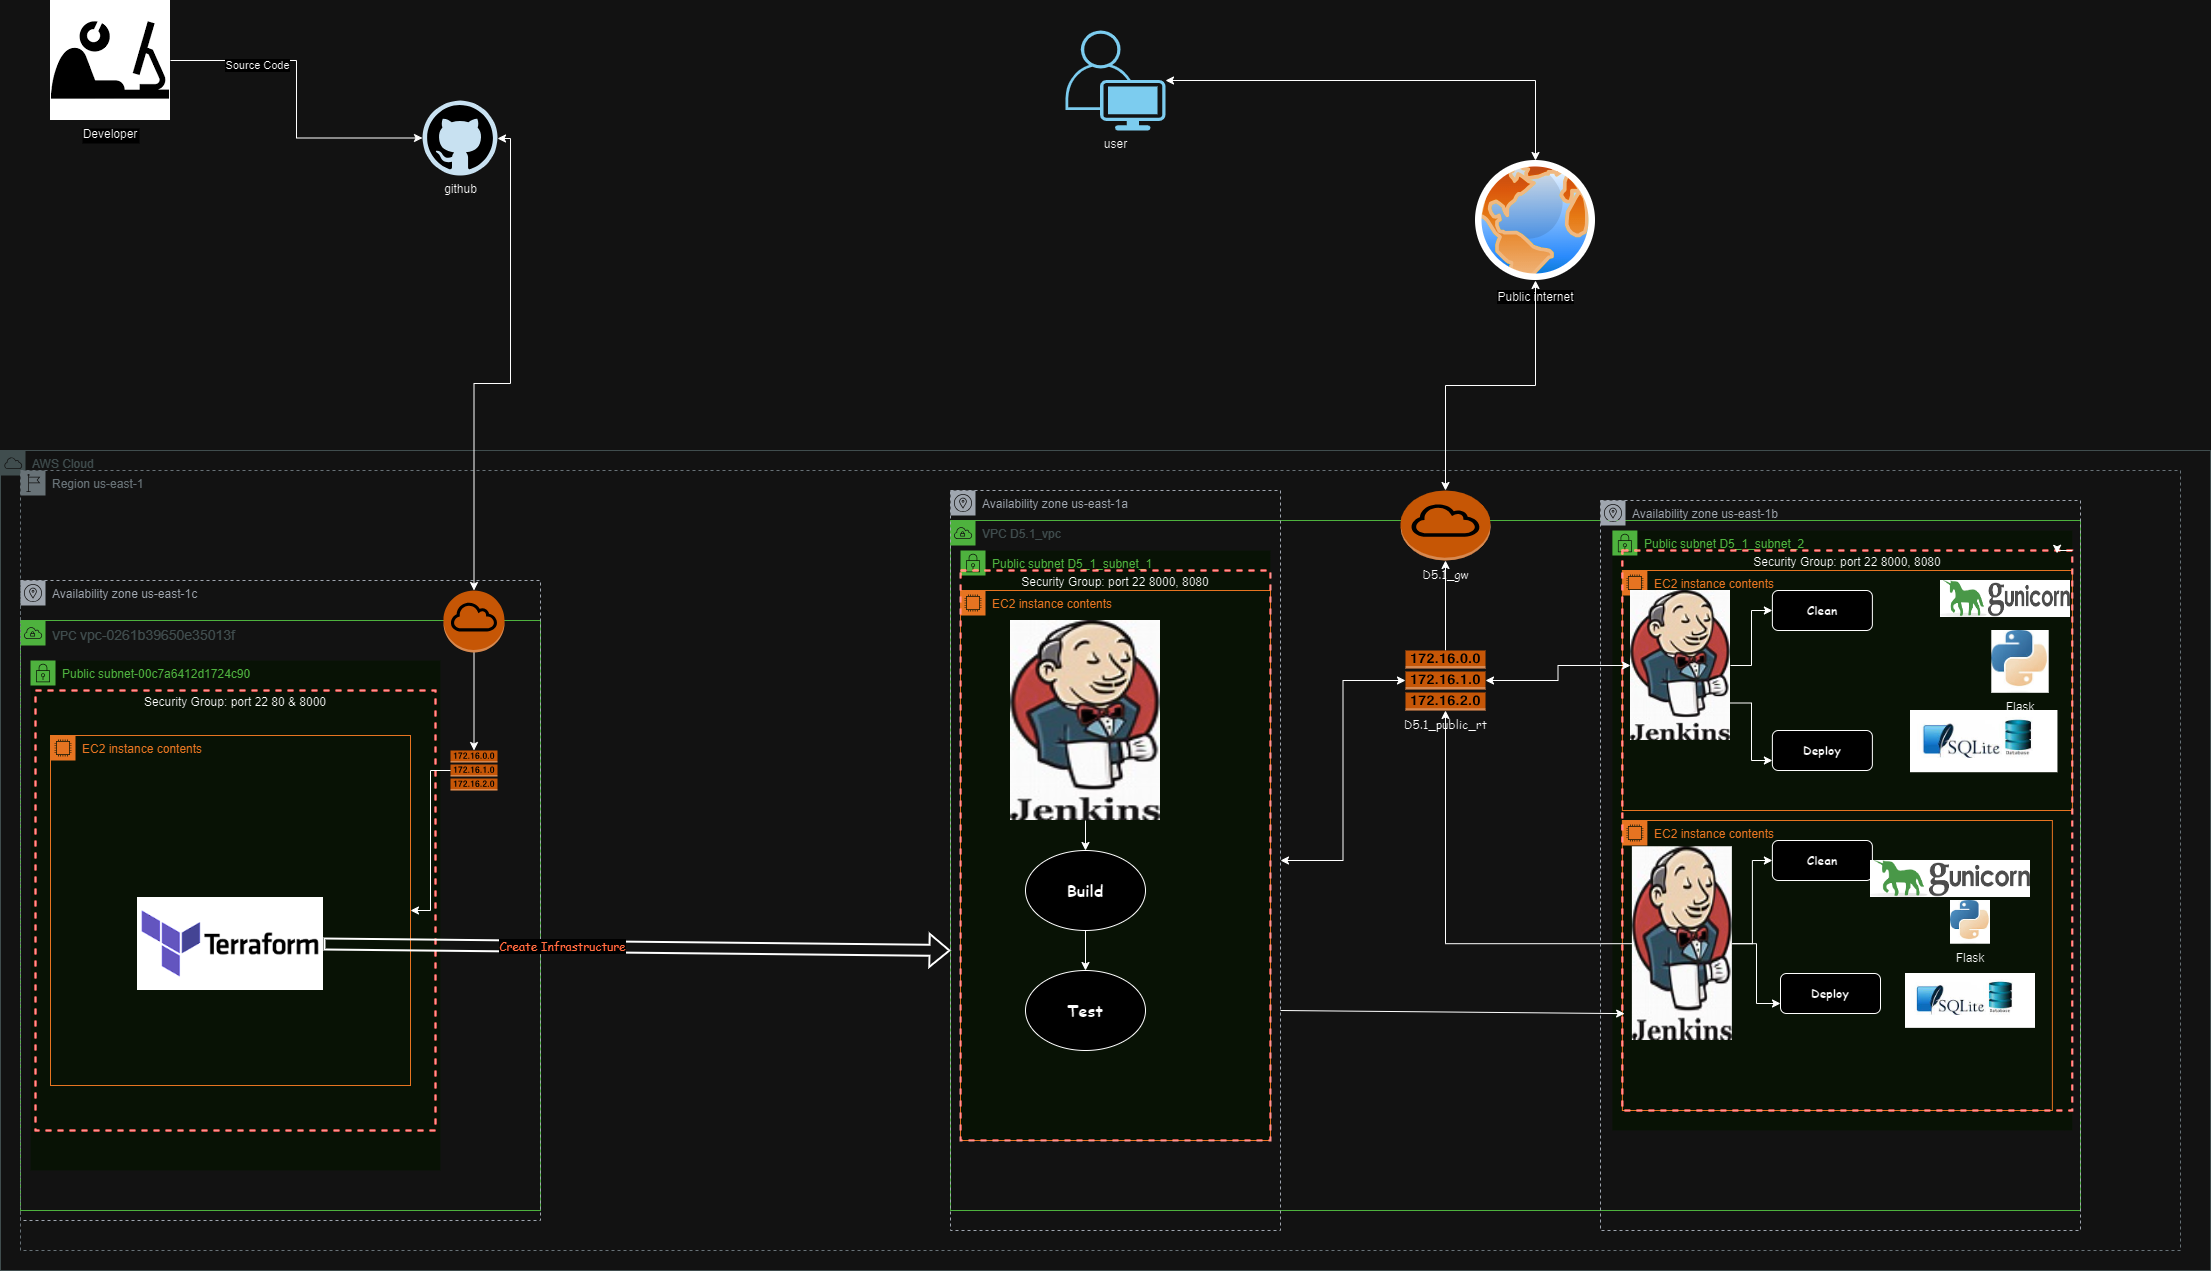 Source Code
Developer
github
user
Public Internet
AWS Cloud
Region us-east-1
Availability zone us-east-1c
VPC vpc-0261b39650e35013f
Public subnet-00c7a6412d1724c90
Security Group: port 22 80 & 8000
EC2 instance contents
172.16.0.0
172.16.1.0
172.16.2.0
Terraform
Create Infrastructure
Availability zone us-east-1a
VPC D5.1_vpc
Public subnet D5_1_subnet_1
Security Group: port 22 8000, 8080
EC2 instance contents
Jenkins
Build
Test
D5.1_gw
172.16.0.0
172.16.1.0
172.16.2.0
D5.1_public_rt
Availability zone us-east-1b
Public subnet D5_1_subnet_2
Security Group: port 22 8000, 8080
EC2 instance contents
Jenkins
Clean
Deploy
gunicorn
Flask
SQLite
Database
EC2 instance contents
Jenkins
Clean
Deploy
gunicorn
Flask
SQLite
Database